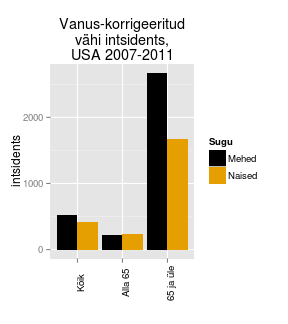 Vanus-korrigeeritud
vähi intsidents,
USA 2007-2011
intsidents
2000
1000
0
Kõik
Alla 65
65 ja üle
Sugu
Mehed
Naised